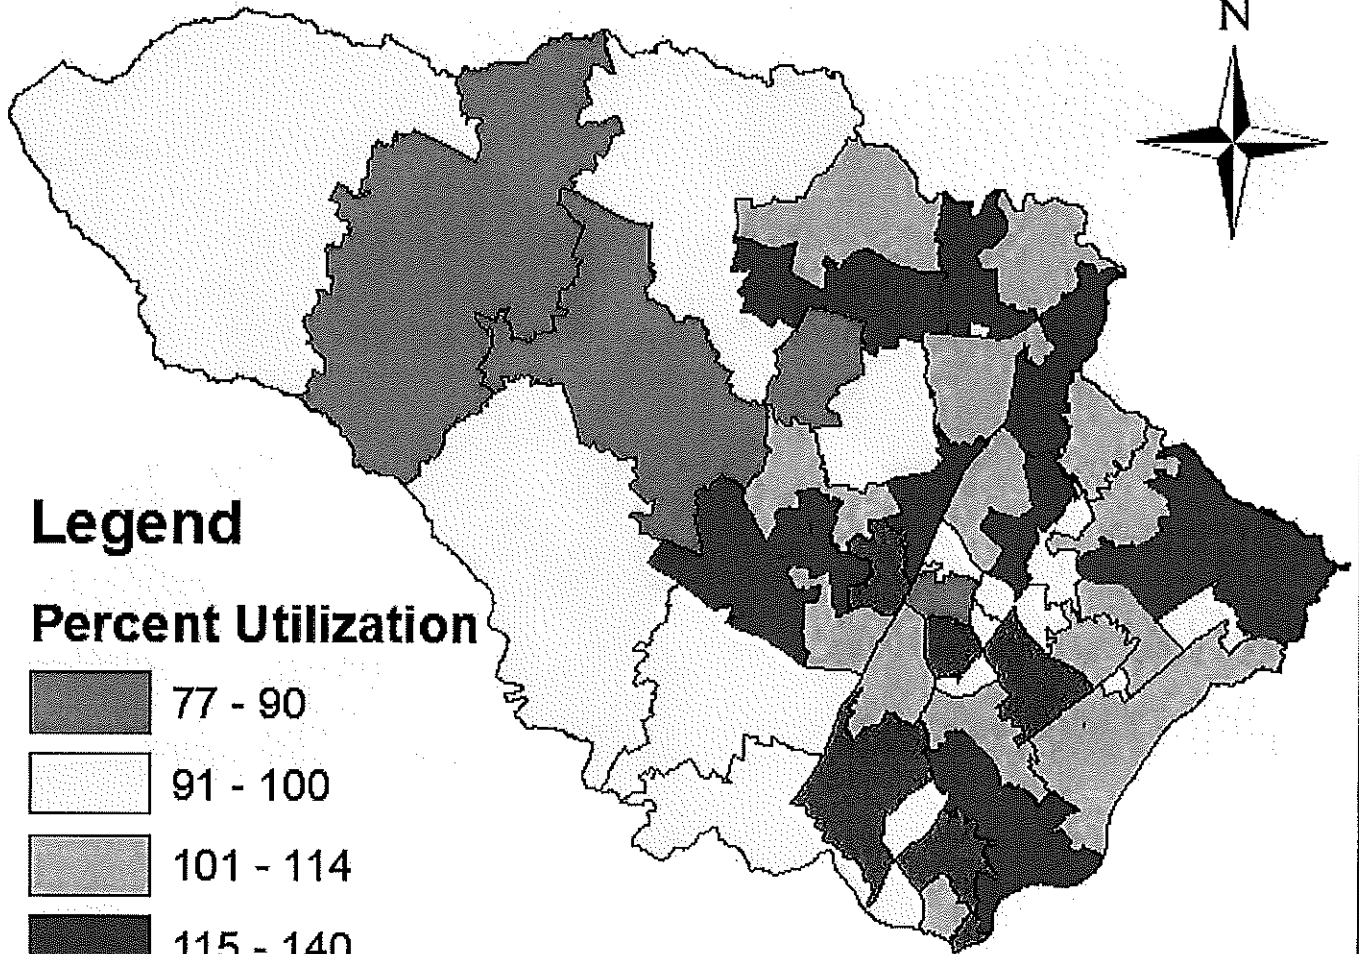 N
Legend
Percent Utilization
77 - 90
91 - 100
101 - 114
115 - 140